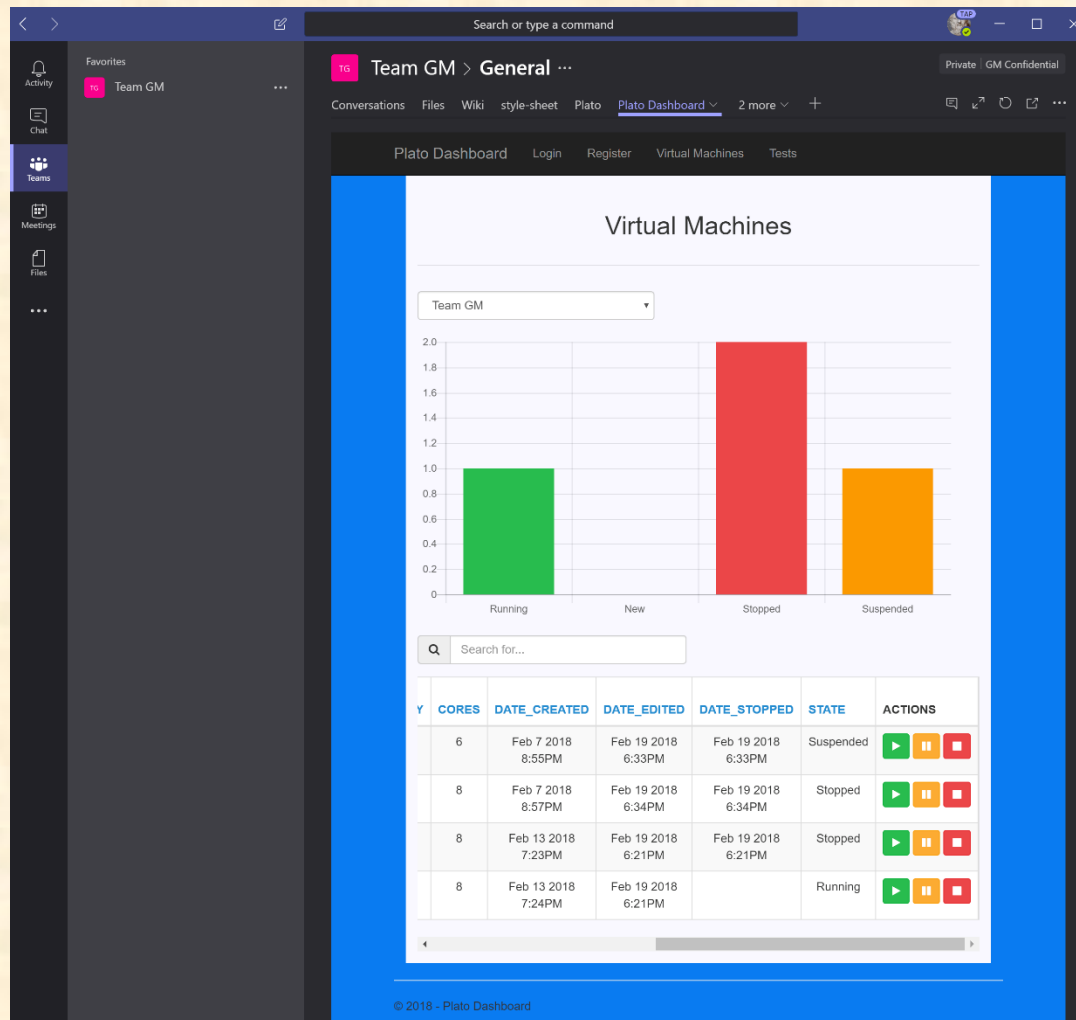 Search or type a command
TAP
Activity
Chat
Teams
Meetings
Files
Favorites
TG Team GM
TG Team GM > General
Private GM Confidential
Conversations Files Wiki style-sheet Plato Plato Dashboard 2 more
Plato Dashboard Login Register Virtual Machines Tests
Virtual Machines
Team GM
2.0
1.8
1.6
1.4
1.2
1.0
0.8
0.6
0.4
0.2
0
Running New Stopped Suspended
Search for...
Y CORES DATE_CREATED DATE_EDITED DATE_STOPPED STATE ACTIONS
6 Feb 7 2018 Feb 19 2018 Feb 19 2018 Suspended
8:55PM 6:33PM 6:33PM
8 Feb 7 2018 Feb 19 2018 Feb 19 2018 Stopped
8:57PM 6:34PM 6:34PM
8 Feb 13 2018 Feb 19 2018 Feb 19 2018 Stopped
7:23PM 6:21PM 6:21PM
8 Feb 13 2018 Feb 19 2018 Running
7:24PM 6:21PM
© 2018 - Plato Dashboard